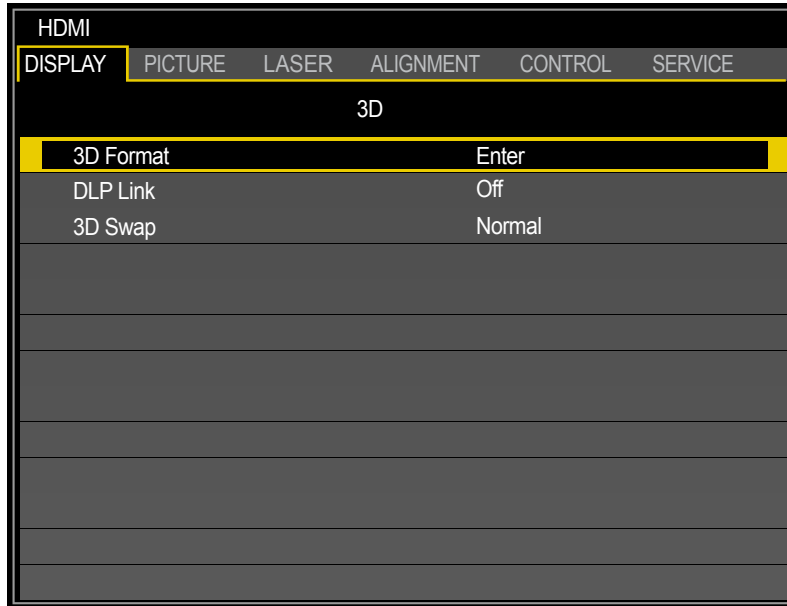 HDMI
DISPLAY PICTURE LASER ALIGNMENT CONTROL SERVICE
3D
3D Format Enter
DLP Link Off
3D Swap Normal